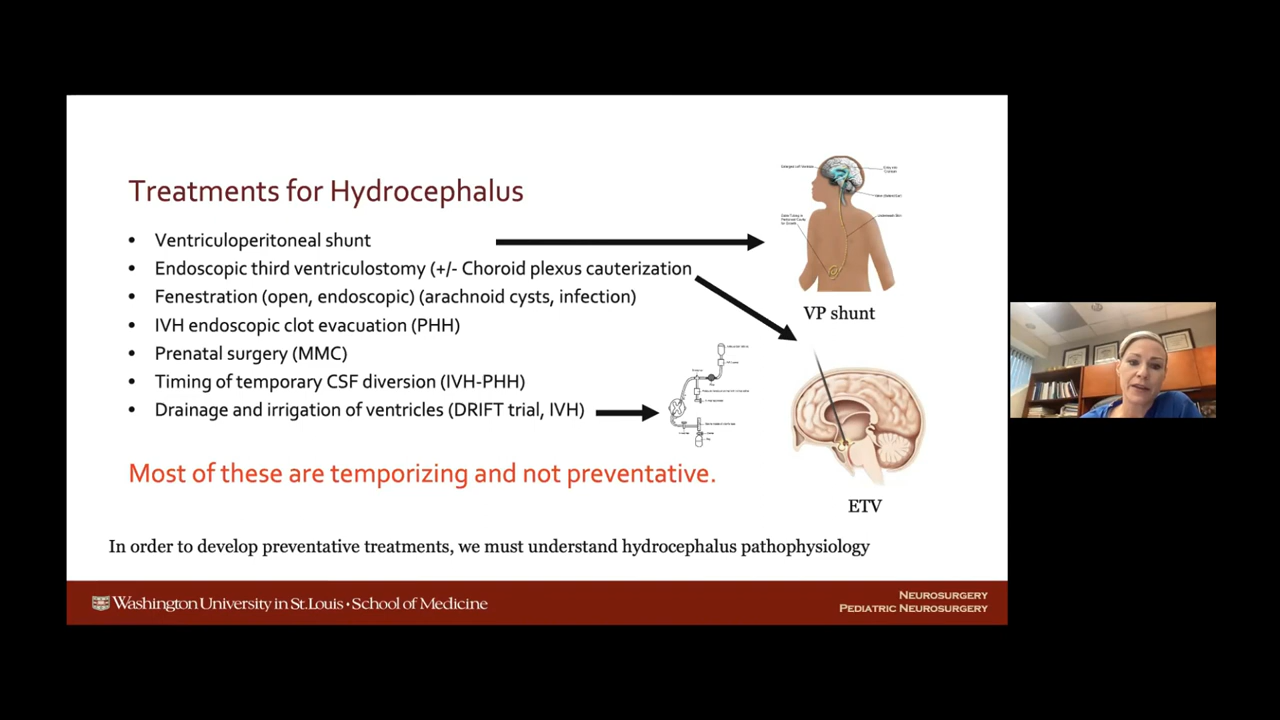 Treatments for Hydrocephalus
• Ventriculoperitoneal shunt
• Endoscopic third ventriculostomy (+/- Choroid plexus cauterization
• Fenestration (open, endoscopic) (arachnoid cysts, infection)
• IVH endoscopic clot evacuation (PHH)
• Prenatal surgery (MMC)
• Timing of temporary CSF diversion (IVH-PHH)
• Drainage and irrigation of ventricles (DRIFT trial, IVH)
Most of these are temporizing and not preventative.
In order to develop preventative treatments, we must understand hydrocephalus pathophysiology
VP shunt
ETV
Washington University in St. Louis • School of Medicine
Neurosurgery
Pediatric Neurosurgery